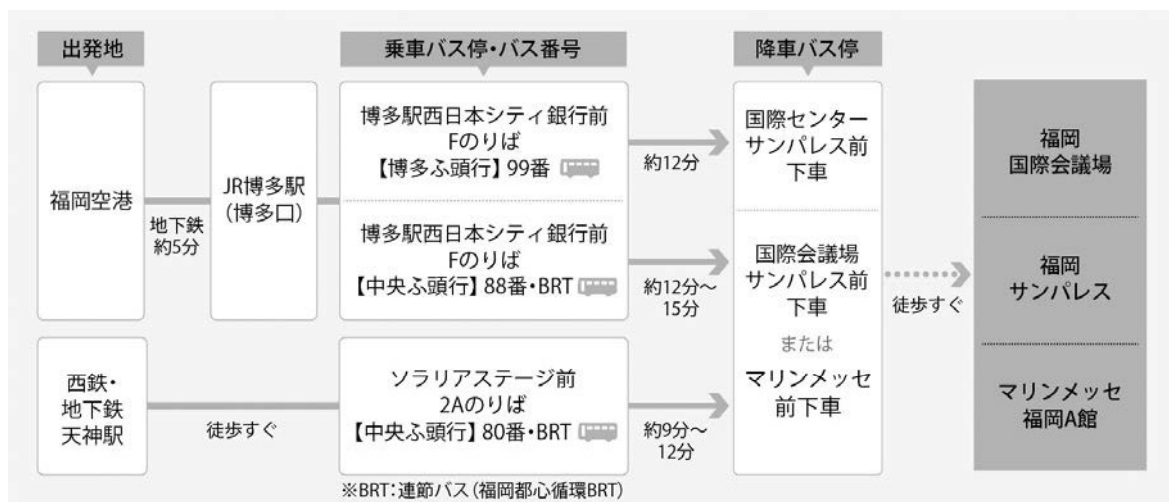 出発地
乗車バス停・バス番号
降車バス停
福岡空港
地下鉄
約5分
JR博多駅
(博多口)
博多駅西日本シティ銀行前
Fのりば
【博多ふ頭行】99番
約12分
国際センター
サンパレス前
下車
博多駅西日本シティ銀行前
Fのりば
【中央ふ頭行】88番・BRT
約12分～
15分
国際会議場
サンパレス前
下車
または
マリンメッセ
前下車
西鉄・
地下鉄
天神駅
徒歩すぐ
ソラリアステージ前
2Aのりば
【中央ふ頭行】80番・BRT
約9分～
12分
※BRT：連節バス(福岡都心循環BRT)
徒歩すぐ
福岡
国際会議場
福岡
サンパレス
マリンメッセ
福岡A館